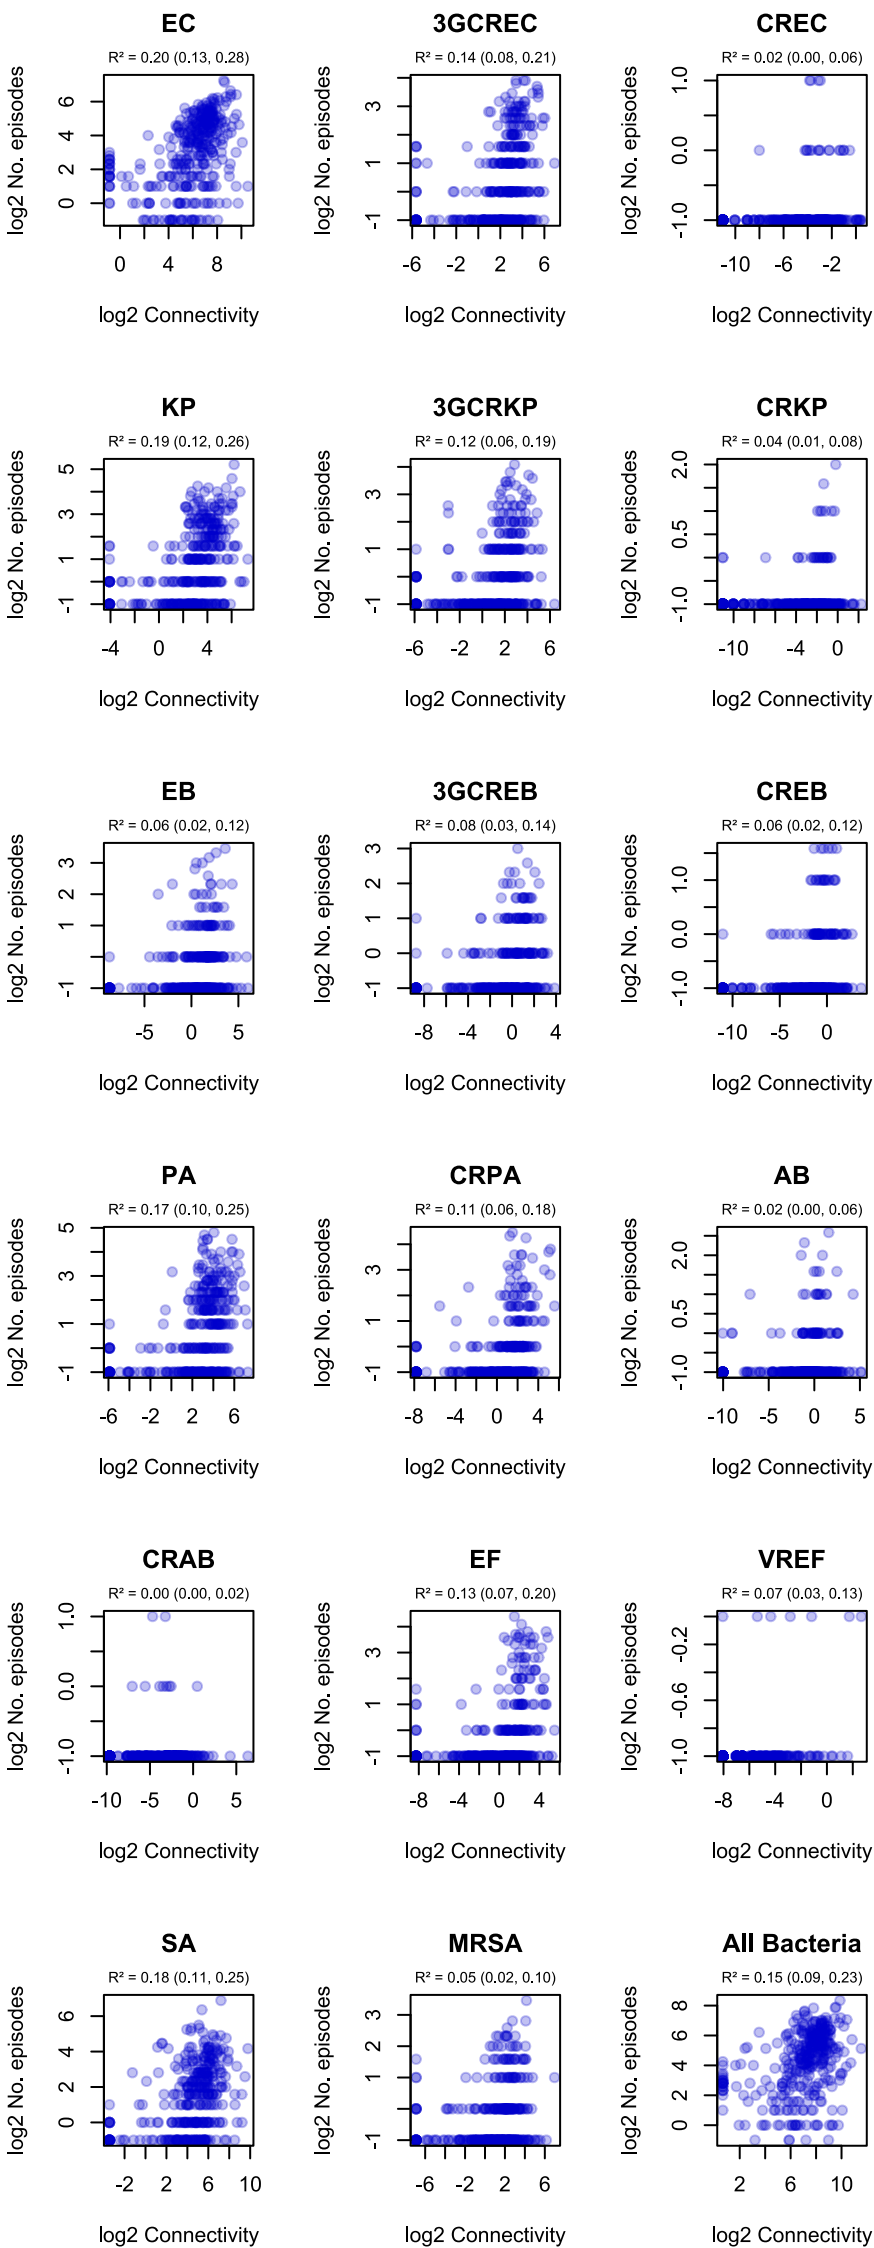 EC 3GCREC CREC
R² = 0.20 (0.13, 0.28) R² = 0.14 (0.08, 0.21) R² = 0.02 (0.00, 0.06)
log2 No. episodes log2 No. episodes log2 No. episodes
6 4 2 0
3 1 -1
1.0 0.0 -1.0
0 4 8 -6 -2 2 6 -10 -6 -2
log2 Connectivity log2 Connectivity log2 Connectivity
KP 3GCRKP CRKP
R² = 0.19 (0.12, 0.26) R² = 0.12 (0.06, 0.19) R² = 0.04 (0.01, 0.08)
log2 No. episodes log2 No. episodes log2 No. episodes
5 3 1 -1
3 1 -1
2.0 0.5 -1.0
-4 0 4 -6 -2 2 6 -10 -4 0
log2 Connectivity log2 Connectivity log2 Connectivity
EB 3GCREB CREB
R² = 0.06 (0.02, 0.12) R² = 0.08 (0.03, 0.14) R² = 0.06 (0.02, 0.12)
log2 No. episodes log2 No. episodes log2 No. episodes
3 2 1 -1
3 2 1 0 -1
1.0 0.0 -1.0
-5 0 5 -8 -4 0 4 -10 0
log2 Connectivity log2 Connectivity log2 Connectivity
PA CRPA AB
R² = 0.17 (0.10, 0.25) R² = 0.11 (0.06, 0.18) R² = 0.02 (0.00, 0.06)
log2 No. episodes log2 No. episodes log2 No. episodes
5 3 1 -1
3 1 -1
2.0 0.5 -1.0
-6 -2 2 6 -8 -4 0 4 -10 -5 0 5
log2 Connectivity log2 Connectivity log2 Connectivity
CRAB EF VREF
R² = 0.00 (0.00, 0.02) R² = 0.13 (0.07, 0.20) R² = 0.07 (0.03, 0.13)
log2 No. episodes log2 No. episodes log2 No. episodes
1.0 0.0 -1.0
3 1 -1
-0.2 -0.6 -1.0
-10 -5 0 5 -8 -4 0 4 -8 -4 0
log2 Connectivity log2 Connectivity log2 Connectivity
SA MRSA All Bacteria
R² = 0.18 (0.11, 0.25) R² = 0.05 (0.02, 0.10) R² = 0.15 (0.09, 0.23)
log2 No. episodes log2 No. episodes log2 No. episodes
6 4 2 0
3 2 1 -1
8 6 4 2 0
-2 2 6 10 -6 -2 2 6 2 6 10
log2 Connectivity log2 Connectivity log2 Connectivity